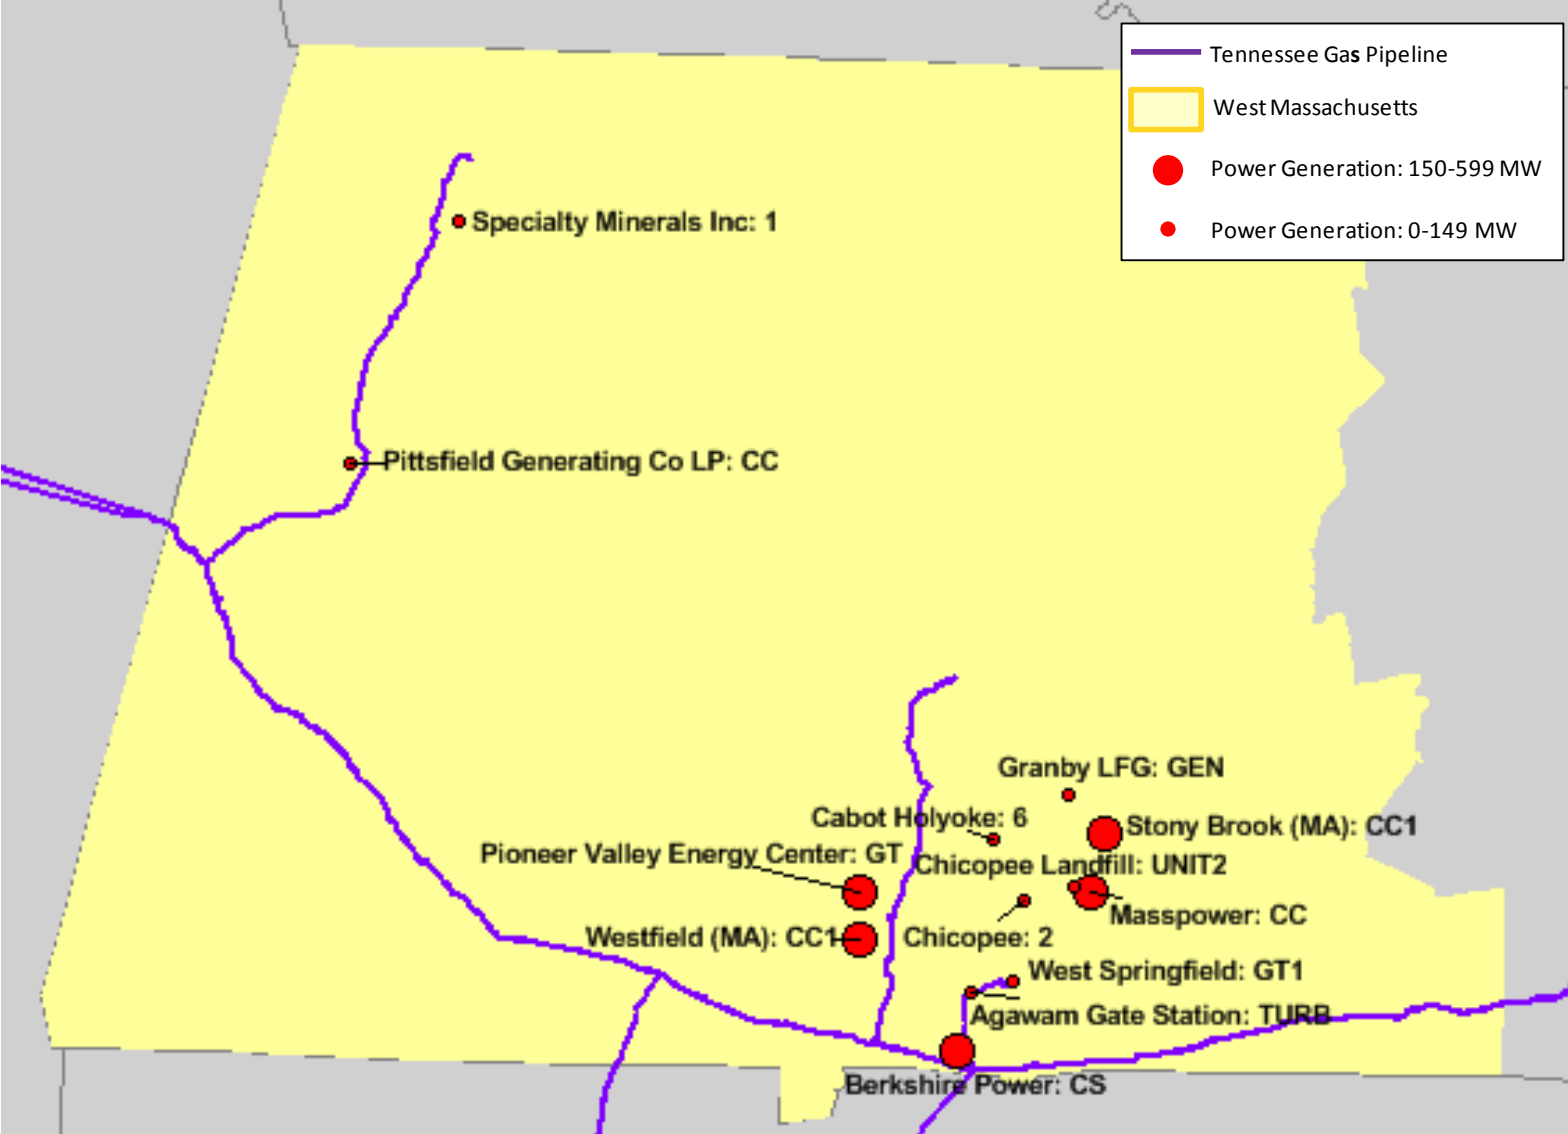 Tennessee Gas Pipeline
West Massachusetts
Power Generation: 150-599 MW
Power Generation: 0-149 MW
Specialty Minerals Inc: 1
Pittsfield Generating Co LP: CC
Granby LFG: GEN
Cabot Holyoke: 6
Stony Brook (MA): CC1
Pioneer Valley Energy Center: GT
Chicopee Landfill: UNIT2
Masspower: CC
Westfield (MA): CC1
Chicopee: 2
West Springfield: GT1
Agawam Gate Station: TURB
Berkshire Power: CS